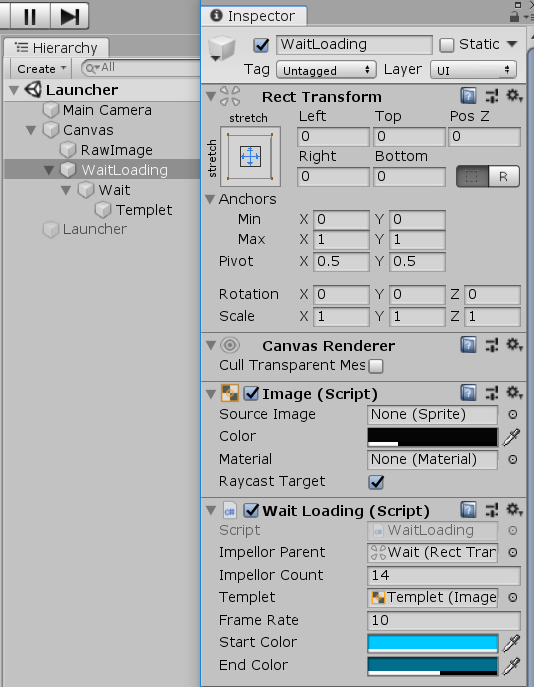 Inspector
Hierarchy
WaitLoading
Static
Create
All
Tag
Untagged
Layer
UI
Launcher
Main Camera
Canvas
RawImage
WaitLoading
Wait
Templet
Launcher
Rect Transform
stretch
stretch
Left
Top
Pos Z
0
0
0
Right
Bottom
0
0
R
Anchors
Min
X
0
Y
0
Max
X
1
Y
1
Pivot
X
0.5
Y
0.5
Rotation
X
0
Y
0
Z
0
Scale
X
1
Y
1
Z
1
Canvas Renderer
Cull Transparent Mes
Image (Script)
Source Image
None (Sprite)
Color
Material
None (Material)
Raycast Target
Wait Loading (Script)
Script
WaitLoading
Impellor Parent
Wait (Rect Tran
Impellor Count
14
Templet
Templet (Image
Frame Rate
10
Start Color
End Color